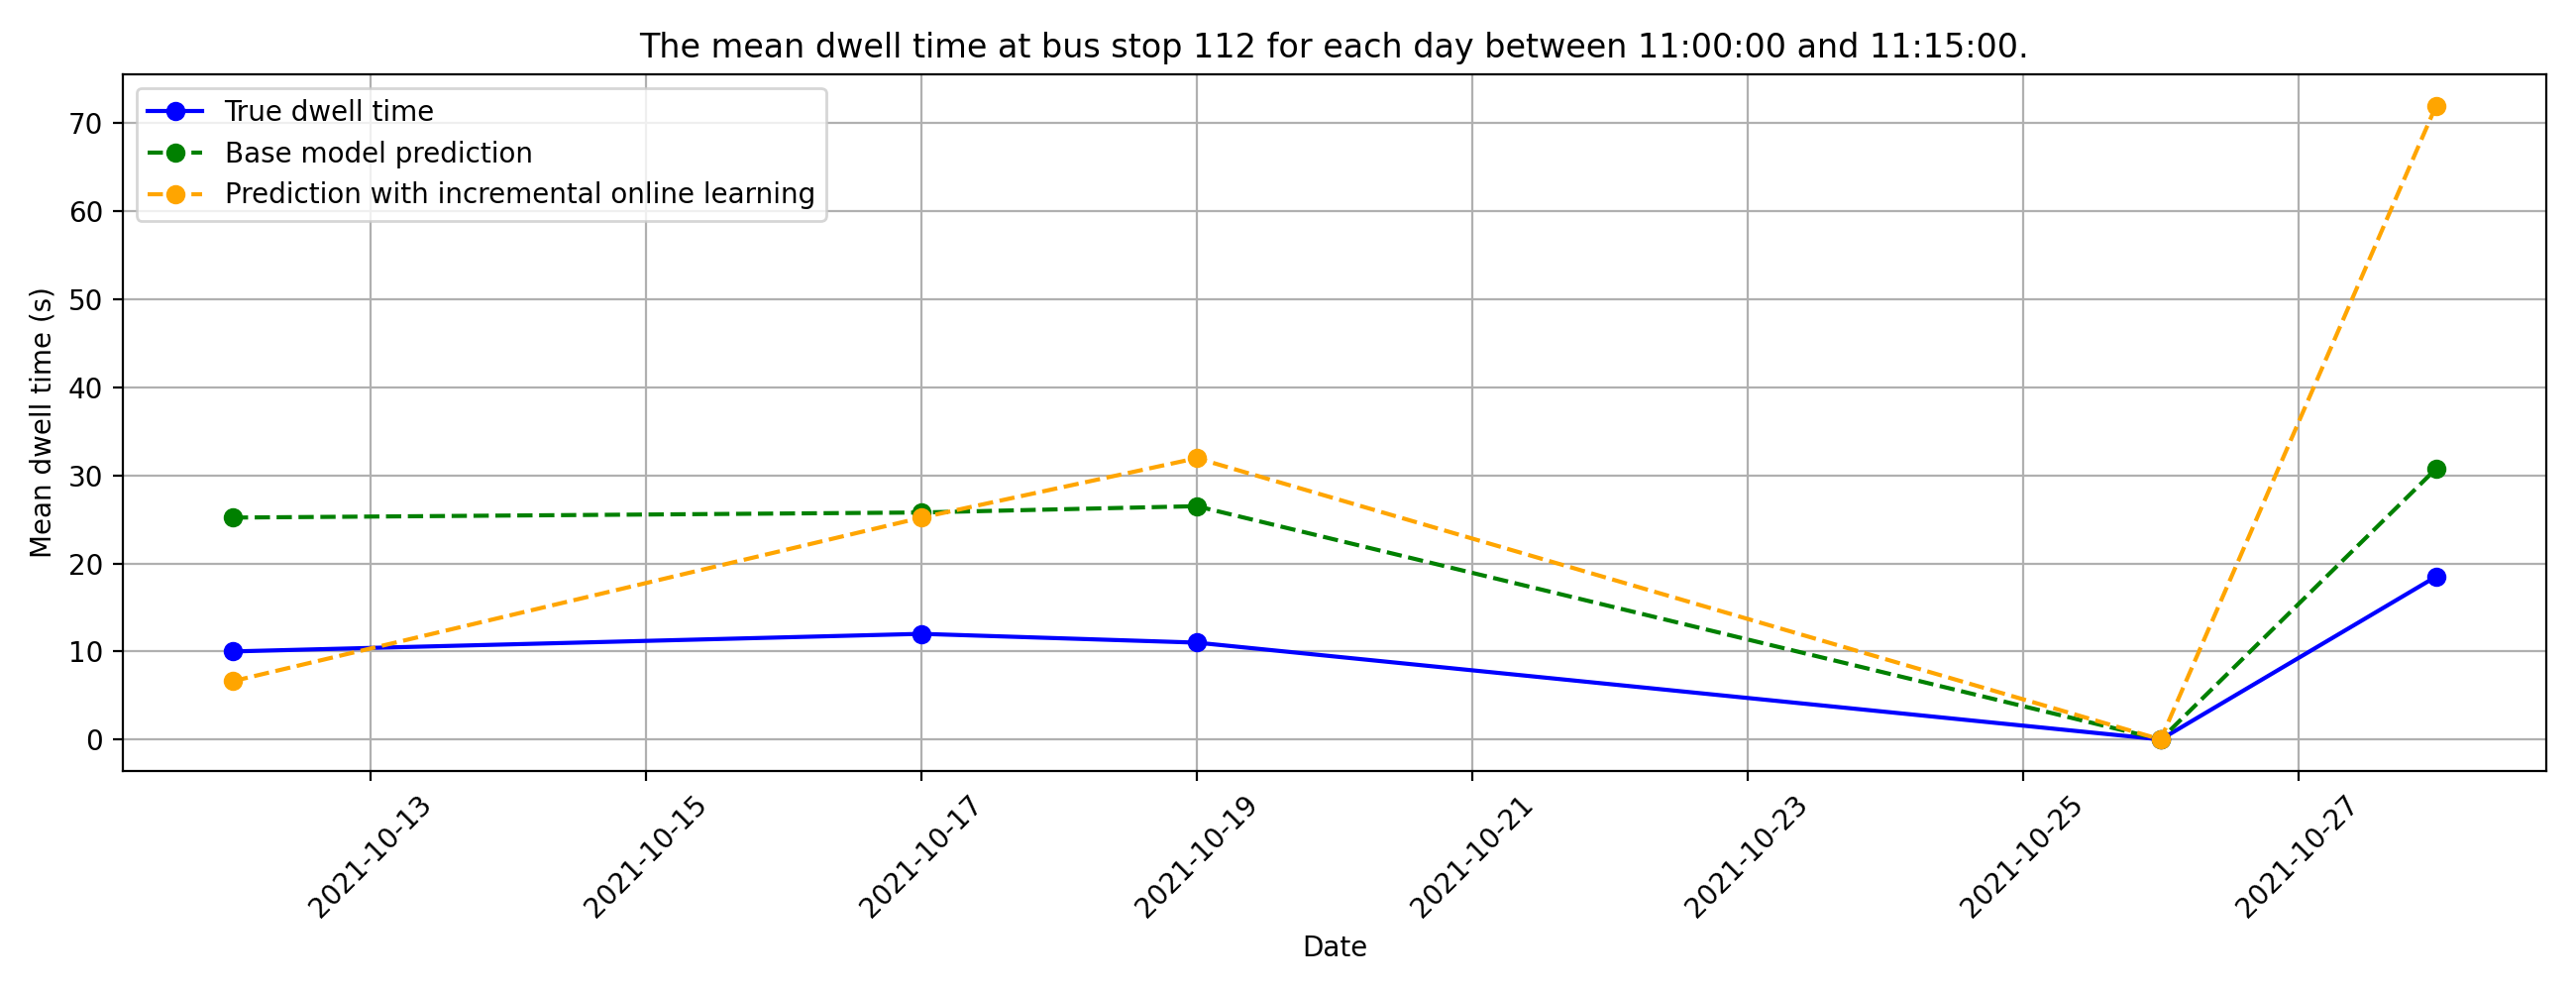 The mean dwell time at bus stop 112 for each day between 11:00:00 and 11:15:00.
True dwell time
Base model prediction
Prediction with incremental online learning
Mean dwell time (s)
70
60
50
40
30
20
10
0
2021-10-13
2021-10-15
2021-10-17
2021-10-19
2021-10-21
2021-10-23
2021-10-25
2021-10-27
Date